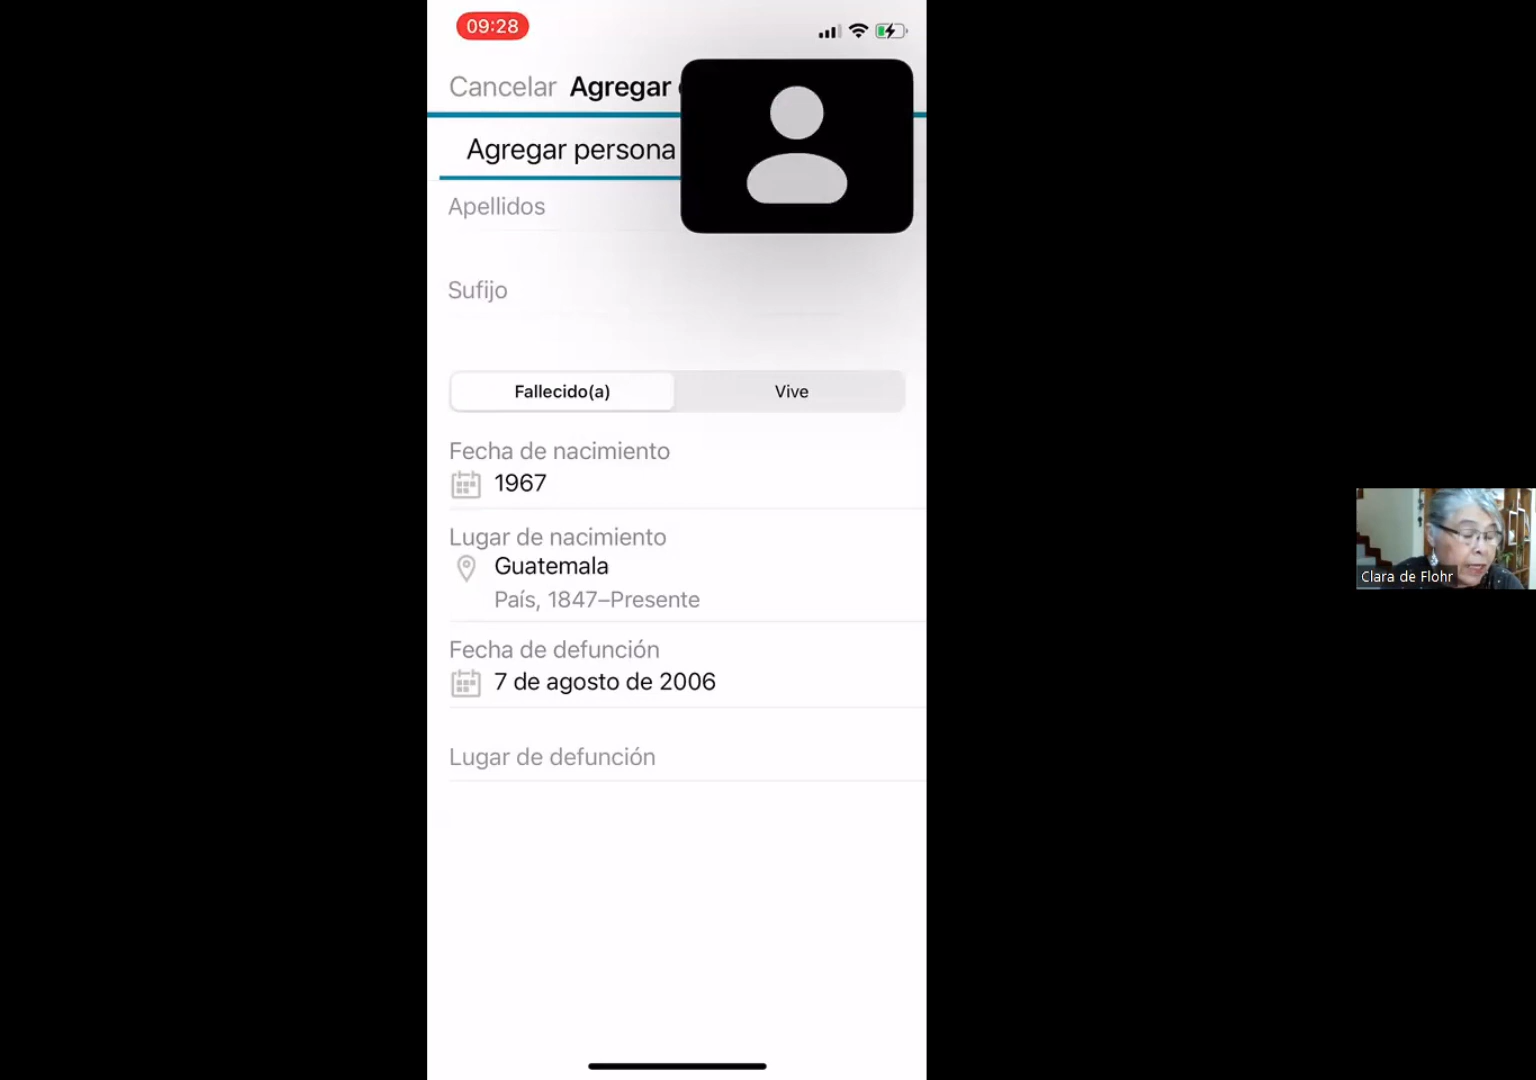 09:28
Cancelar Agregar
Agregar persona
Apellidos
Sufijo
Fallecido(a) Vive
Fecha de nacimiento
1967
Lugar de nacimiento
Guatemala
País, 1847–Presente
Fecha de defunción
7 de agosto de 2006
Lugar de defunción
Clara de Flohr